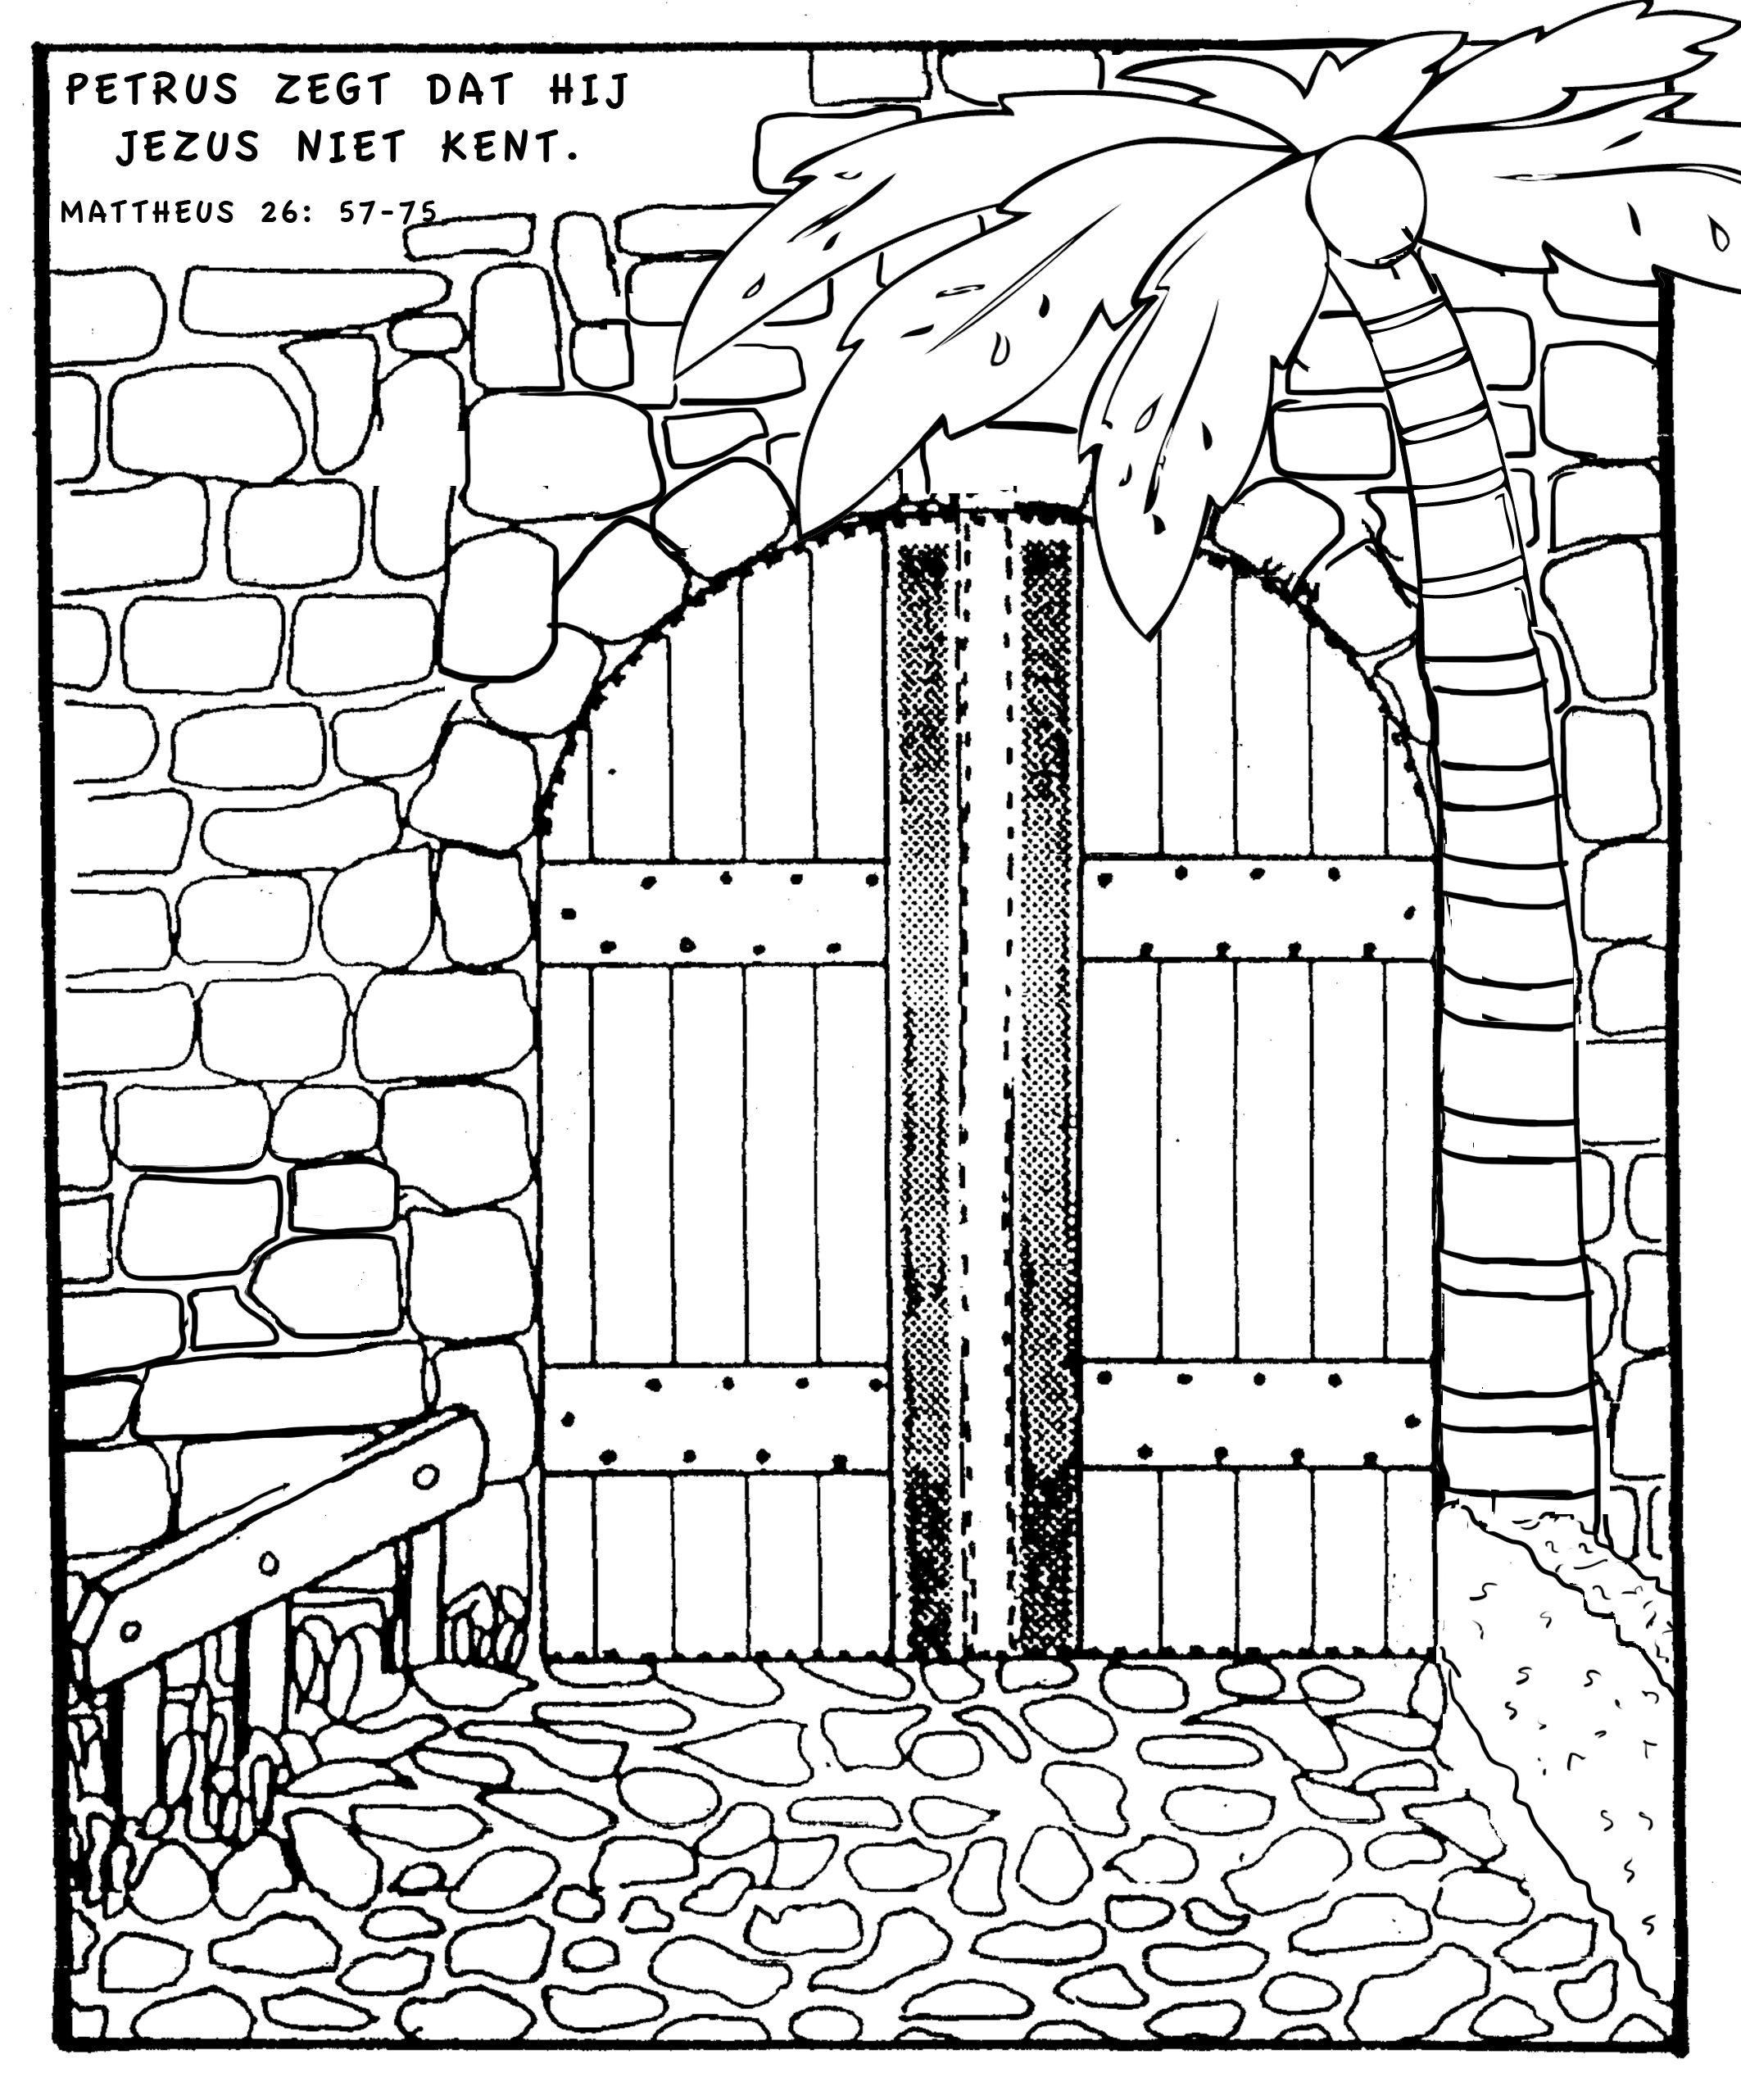 PETRUS ZEGT DAT HIJ
JEZUS NIET KENT.
MATTHEUS 26: 57-75